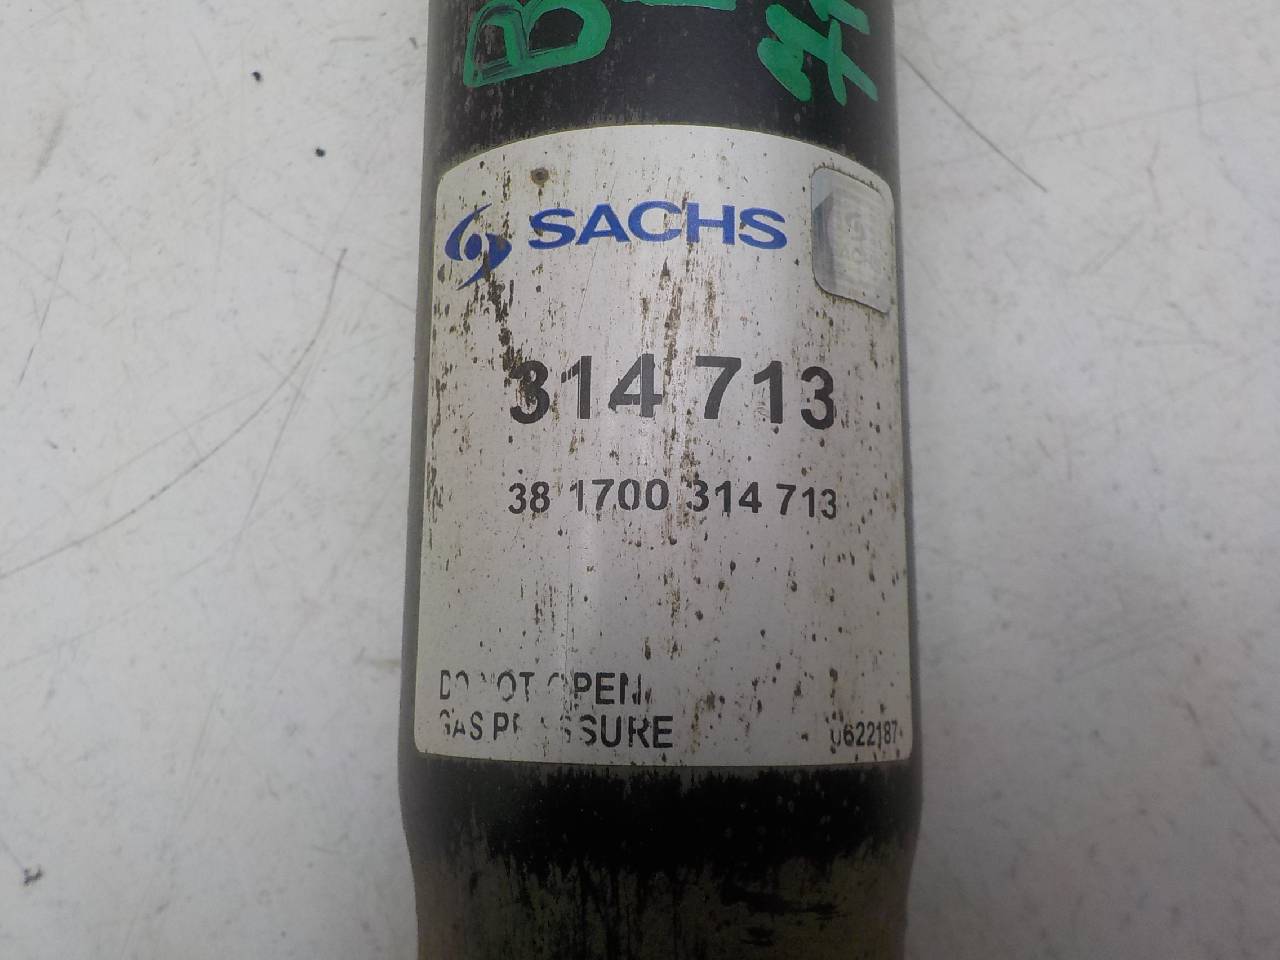 SACHS
314 713
38 1700 314 713
DO NOT OPEN
GAS PRESSURE
0622187